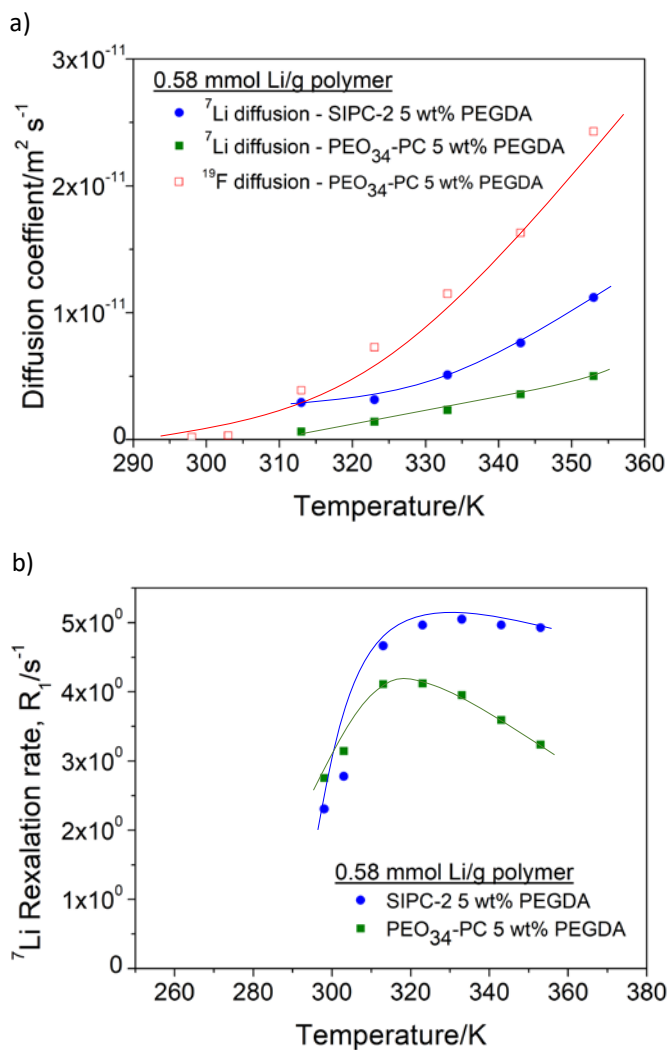 a)
3x10⁻¹¹
2x10⁻¹¹
1x10⁻¹¹
0
Diffusion coeffient/m² s⁻¹
0.58 mmol Li/g polymer
⁷Li diffusion - SIPC-2 5 wt% PEGDA
⁷Li diffusion - PEO₃₄-PC 5 wt% PEGDA
¹⁹F diffusion - PEO₃₄-PC 5 wt% PEGDA
290 300 310 320 330 340 350 360
Temperature/K
b)
5x10⁰
4x10⁰
3x10⁰
2x10⁰
1x10⁰
0
⁷Li Rexalation rate, R₁/s⁻¹
0.58 mmol Li/g polymer
SIPC-2 5 wt% PEGDA
PEO₃₄-PC 5 wt% PEGDA
260 280 300 320 340 360 380
Temperature/K